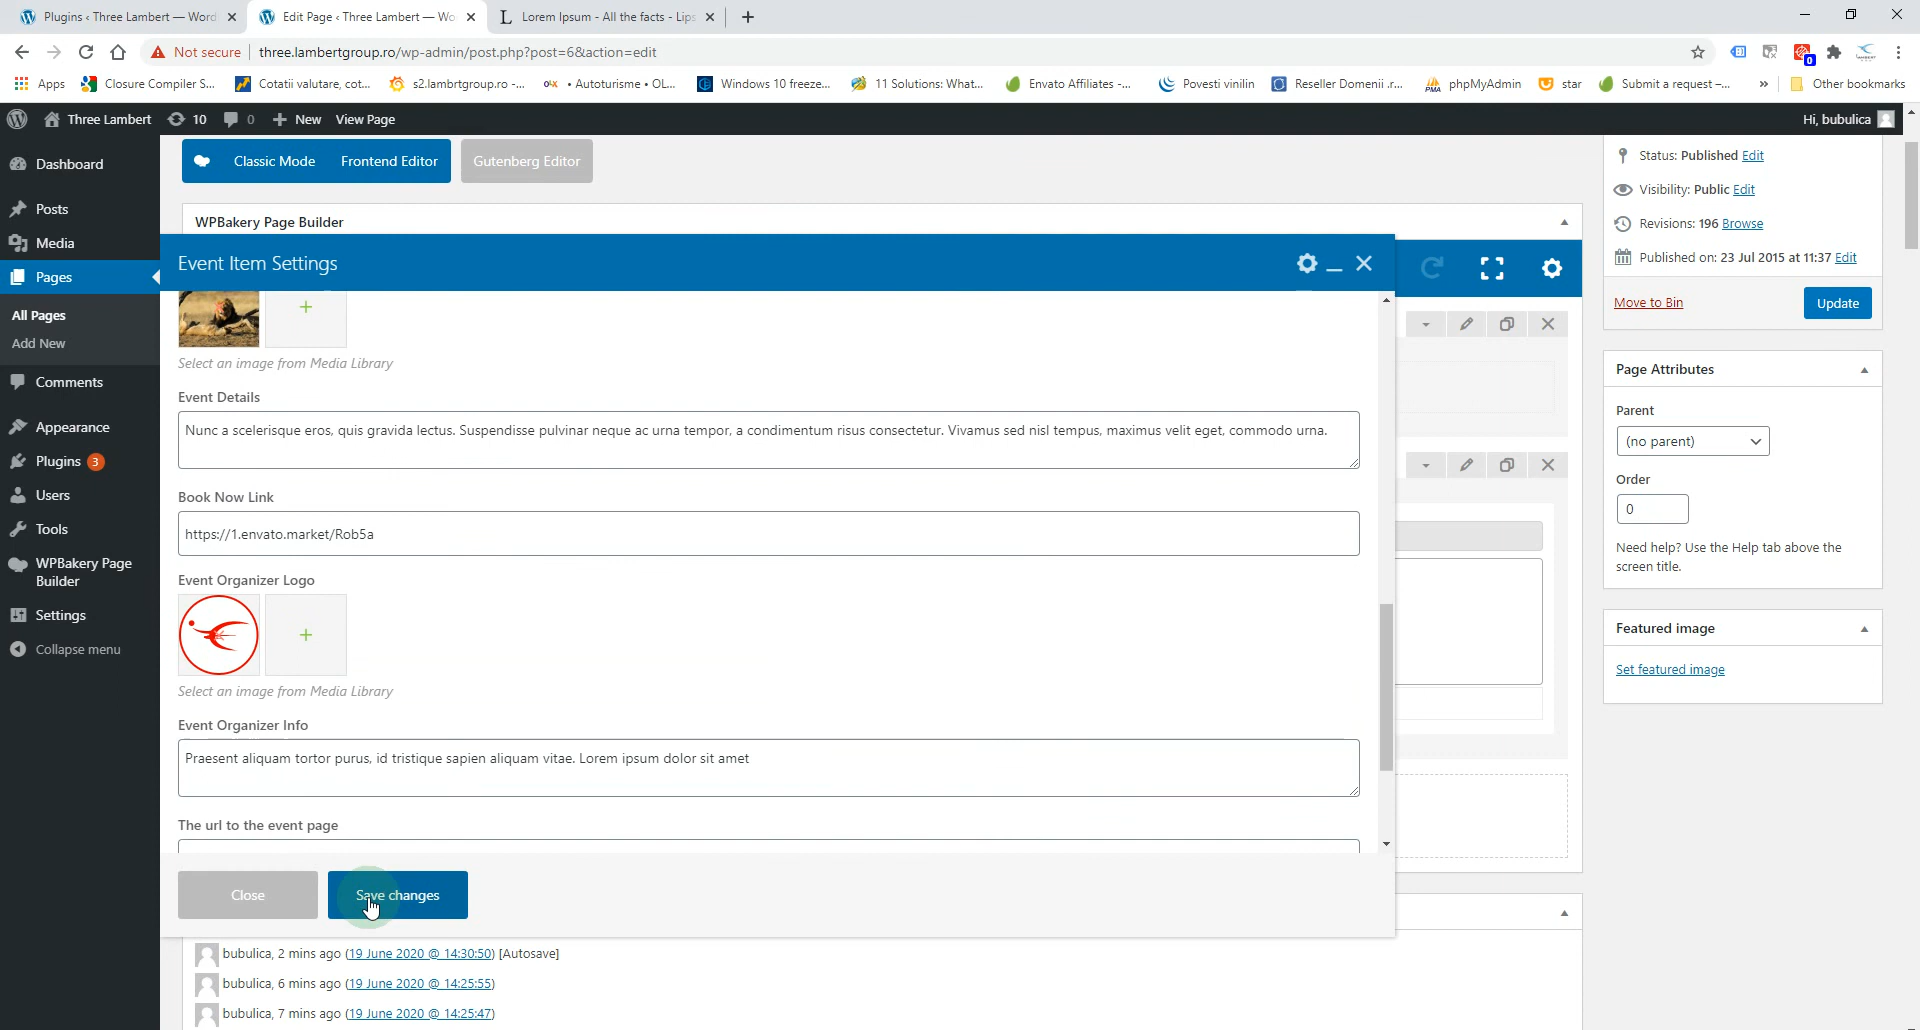 Plugins ‹ Three Lambert — Word
Edit Page ‹ Three Lambert — Wo
Lorem Ipsum - All the facts - Lips
Not secure
three.lambertgroup.ro/wp-admin/post.php?post=6&action=edit
0
Apps
Closure Compiler S...
Cotatii valutare, cot...
s2.lambrtgroup.ro -...
• Autoturisme • OL...
Windows 10 freeze...
11 Solutions: What...
Envato Affiliates -...
Povesti vinilin
Reseller Domenii .r...
phpMyAdmin
star
Submit a request –...
»
Other bookmarks
Three Lambert
10
0
New
View Page
Hi, bubulica
Dashboard
Posts
Media
Pages
All Pages
Add New
Comments
Appearance
Plugins 3
Users
Tools
WPBakery Page
Builder
Settings
Collapse menu
Classic Mode
Frontend Editor
Gutenberg Editor
WPBakery Page Builder
Event Item Settings
Select an image from Media Library
Event Details
Nunc a scelerisque eros, quis gravida lectus. Suspendisse pulvinar neque ac urna tempor, a condimentum risus consectetur. Vivamus sed nisl tempus, maximus velit eget, commodo urna.
Book Now Link
https://1.envato.market/Rob5a
Event Organizer Logo
Select an image from Media Library
Event Organizer Info
Praesent aliquam tortor purus, id tristique sapien aliquam vitae. Lorem ipsum dolor sit amet
The url to the event page
Close
Save changes
bubulica, 2 mins ago (19 June 2020 @ 14:30:50) [Autosave]
bubulica, 6 mins ago (19 June 2020 @ 14:25:55)
bubulica, 7 mins ago (19 June 2020 @ 14:25:47)
Status: Published Edit
Visibility: Public Edit
Revisions: 196 Browse
Published on: 23 Jul 2015 at 11:37 Edit
Move to Bin
Update
Page Attributes
Parent
(no parent)
Order
0
Need help? Use the Help tab above the
screen title.
Featured image
Set featured image